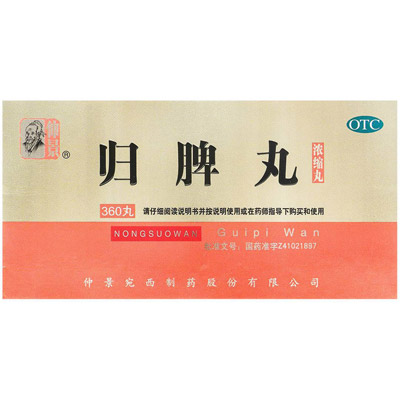 仲景
®
OTC
归脾丸
浓缩丸
360丸
请仔细阅读说明书并按说明使用或在药师指导下购买和使用
NONGSUOWAN Guipi Wan
批准文号：国药准字Z41021897
仲景宛西制药股份有限公司